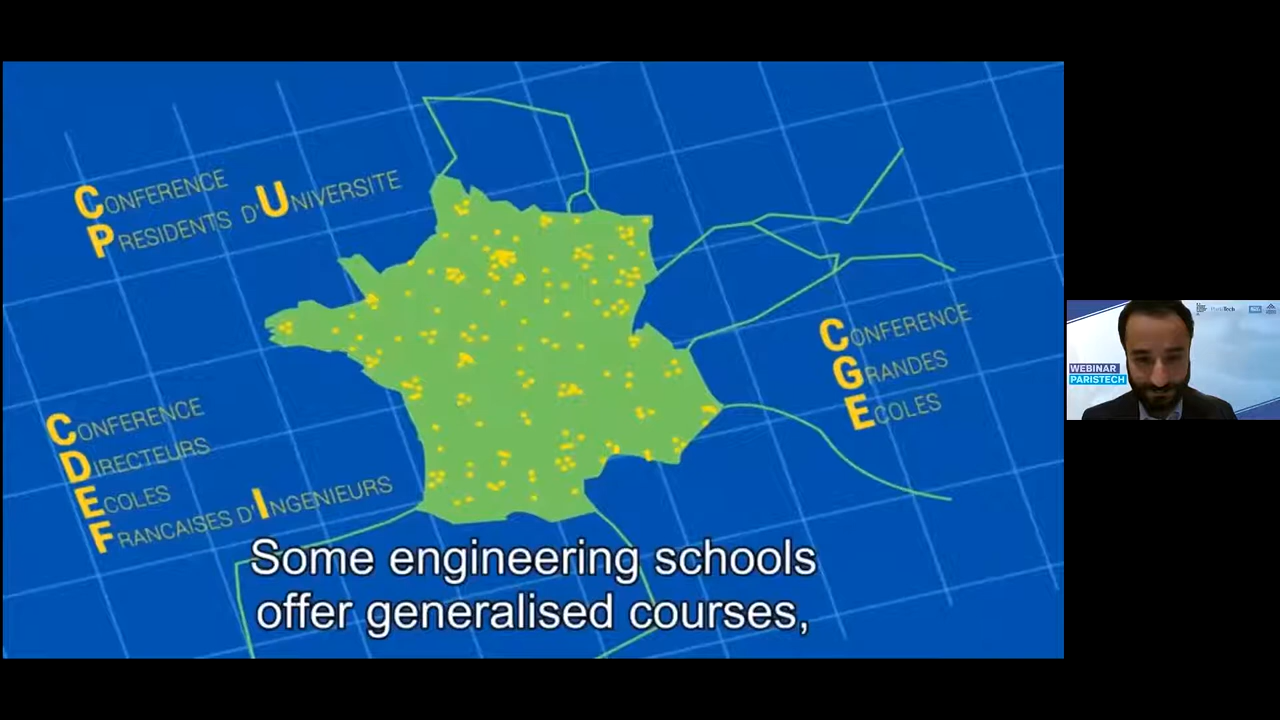 CONFERENCE
PRESIDENTS D'UNIVERSITE
CONFERENCE
GRANDES
ECOLES
CONFERENCE
DIRECTEURS
ECOLES
FRANCAISES D'INGENIEURS
Some engineering schools
offer generalised courses,
ParisTech
WEBINAR
PARISTECH